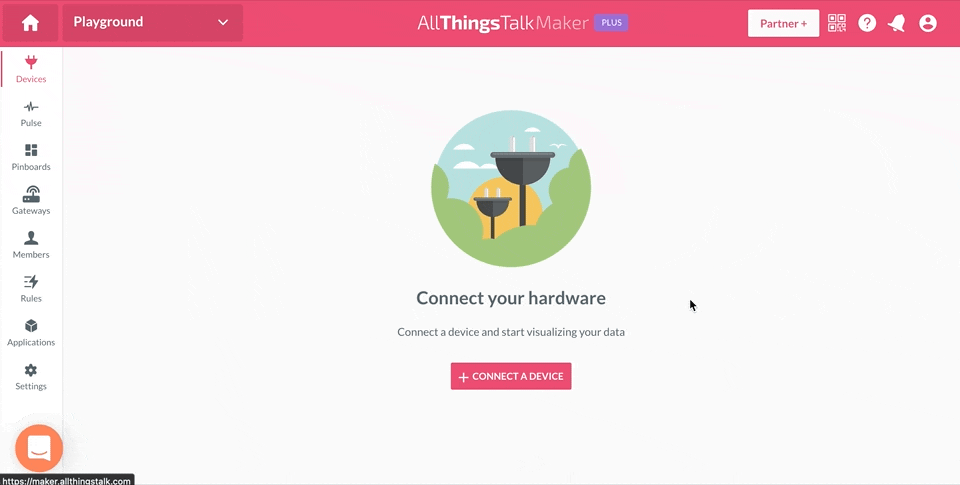 Playground
AllThingsTalkMaker PLUS
Partner +
Devices
Pulse
Pinboards
Gateways
Members
Rules
Applications
Settings
Connect your hardware
Connect a device and start visualizing your data
+ CONNECT A DEVICE
https://maker.allthingstalk.com